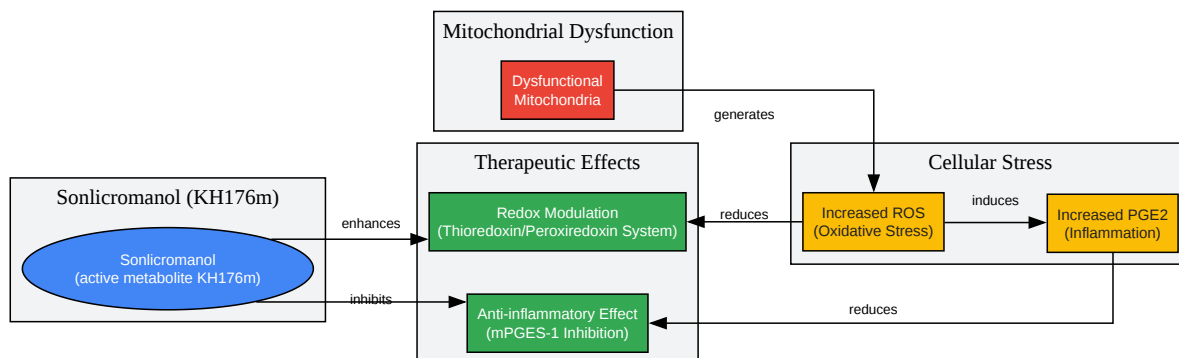 Mitochondrial Dysfunction
Dysfunctional
Mitochondria
generates
Therapeutic Effects
Cellular Stress
Sonlicromanol (KH176m)
enhances
Redox Modulation
(Thioredoxin/Peroxiredoxin System)
reduces
Increased ROS
(Oxidative Stress)
induces
Increased PGE2
(Inflammation)
Sonlicromanol
(active metabolite KH176m)
inhibits
Anti-inflammatory Effect
(mPGES-1 Inhibition)
reduces